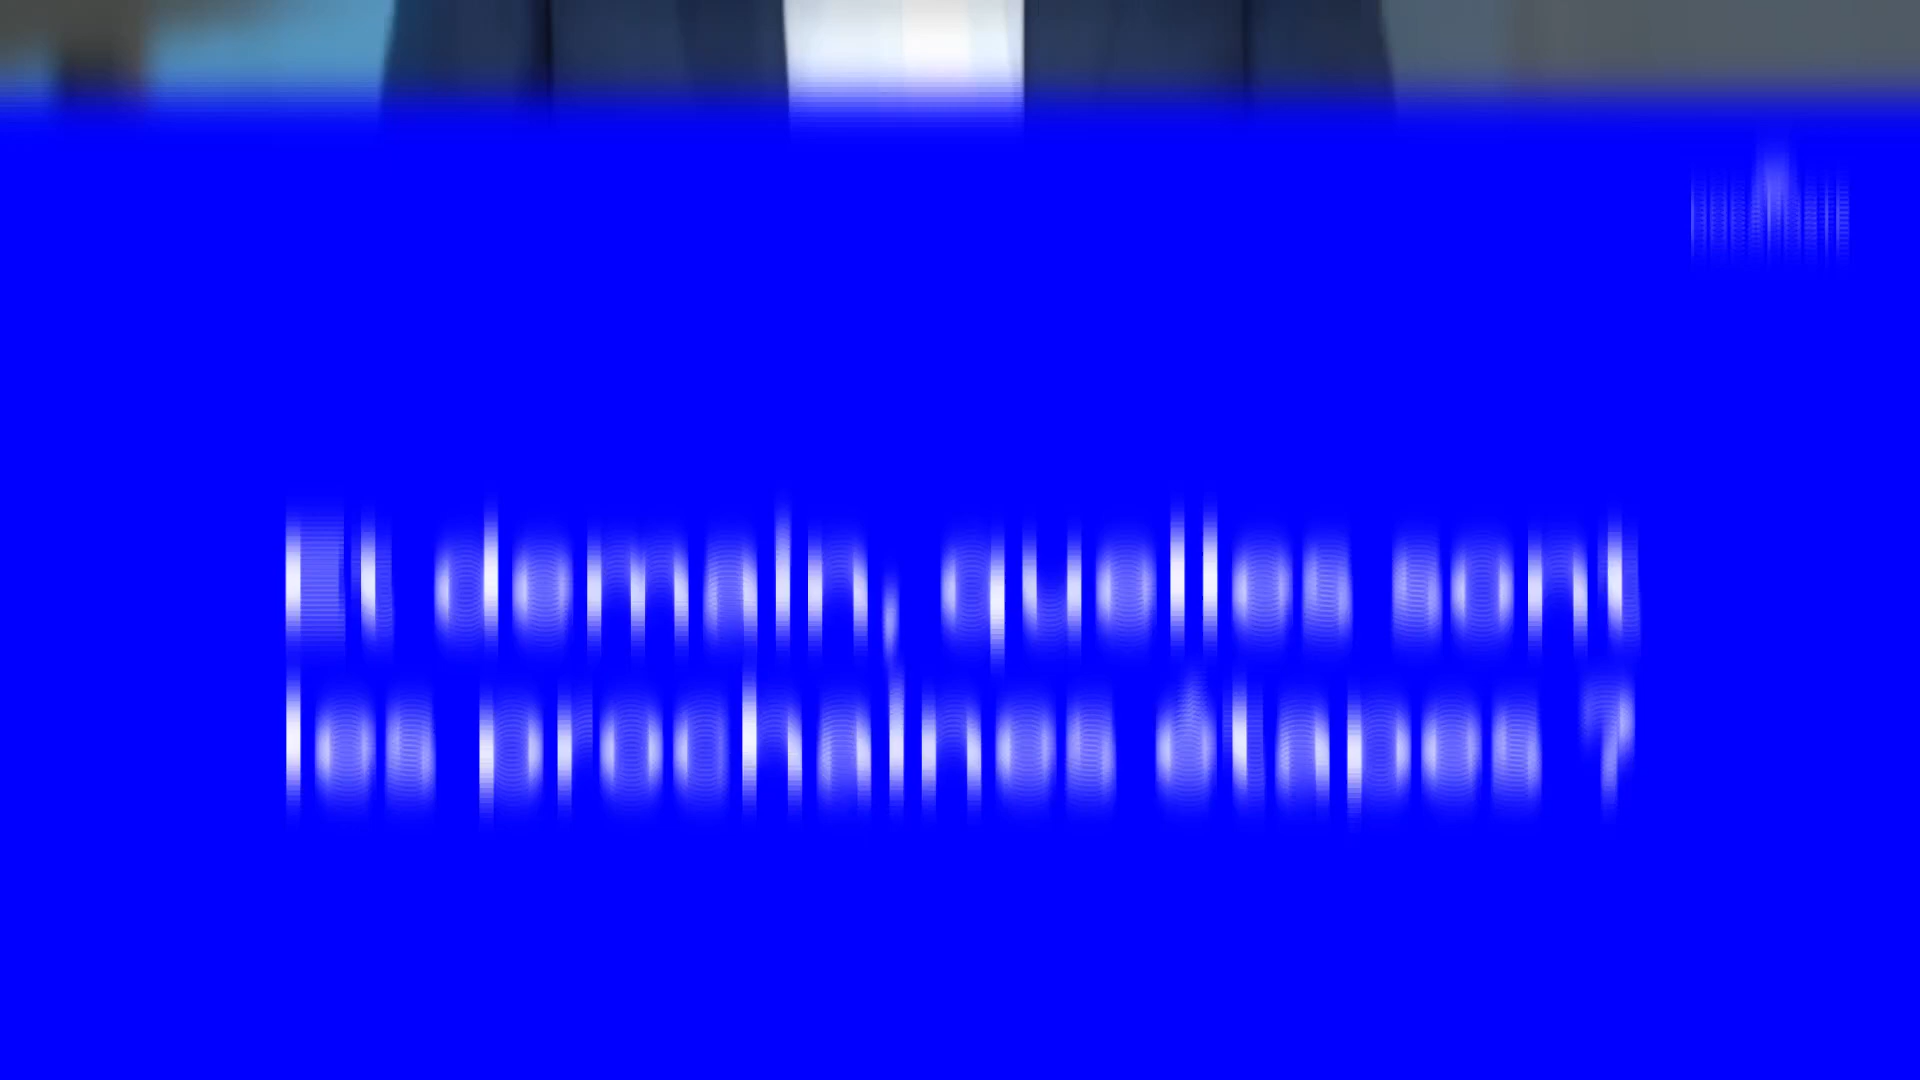 Et demain, quelles sont
les prochaines étapes ?